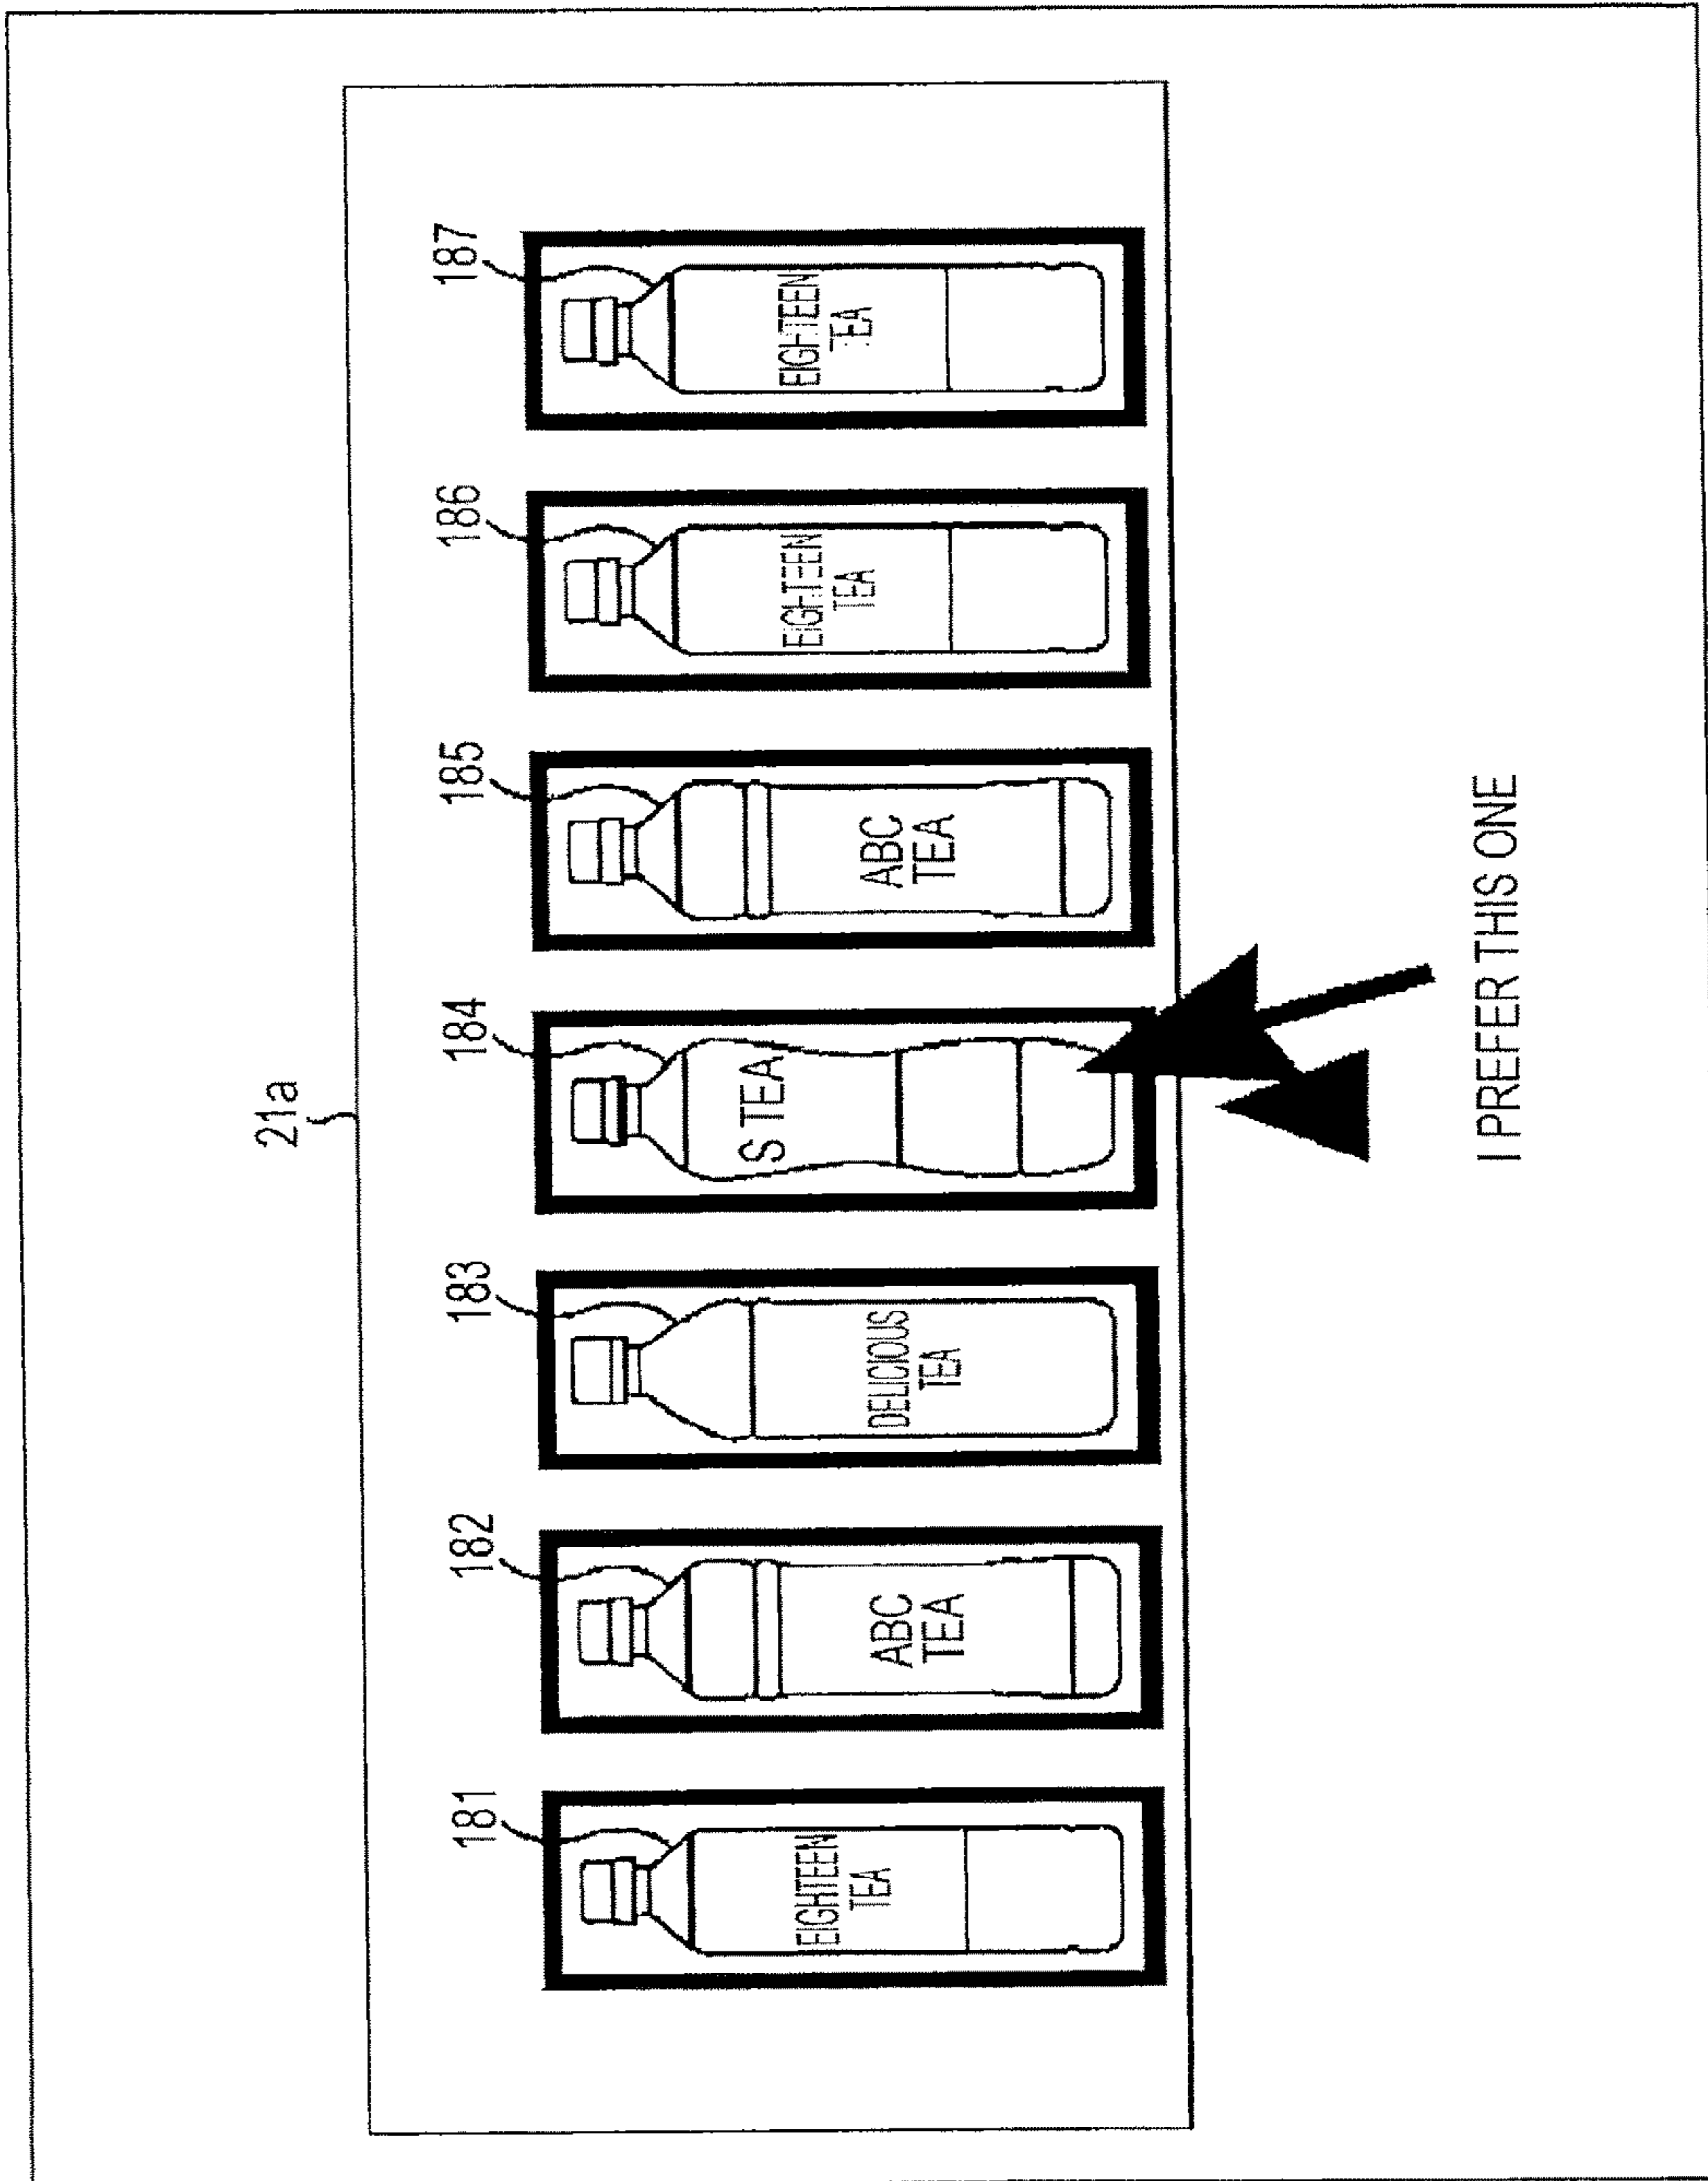 21a
181
182
183
184
185
186
187
EIGHTEEN
TEA
ABC
TEA
DELICIOUS
TEA
S TEA
ABC
TEA
EIGHTEEN
TEA
EIGHTEEN
TEA
I PREFER THIS ONE